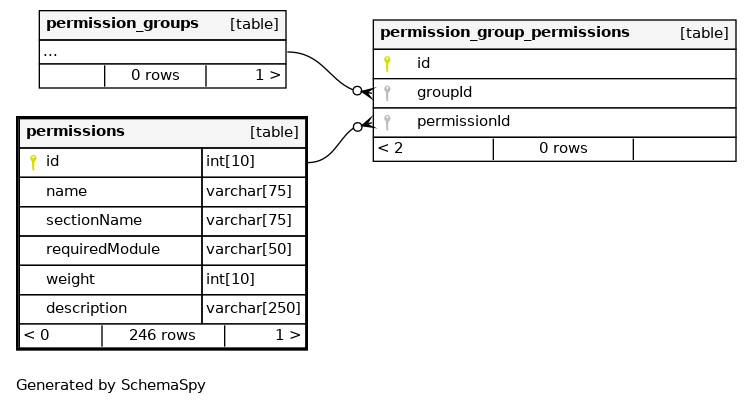 permission_groups [table]
...
0 rows 1 >
permission_group_permissions [table]
id
groupId
permissionId
< 2 0 rows
permissions [table]
id int[10]
name varchar[75]
sectionName varchar[75]
requiredModule varchar[50]
weight int[10]
description varchar[250]
< 0 246 rows 1 >
Generated by SchemaSpy